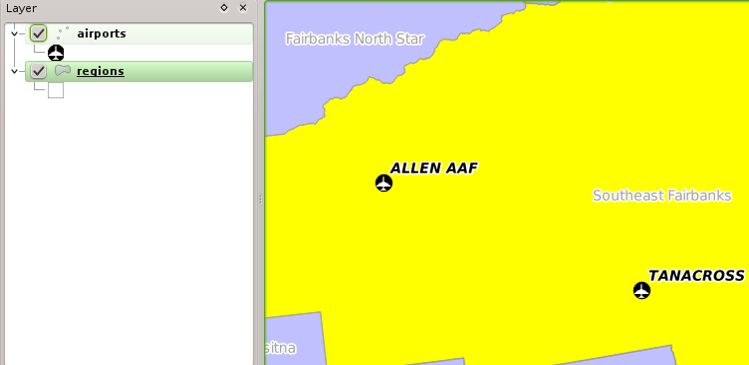 Layer
airports
regions
Fairbanks North Star
ALLEN AAF
Southeast Fairbanks
TANACROSS
sitna